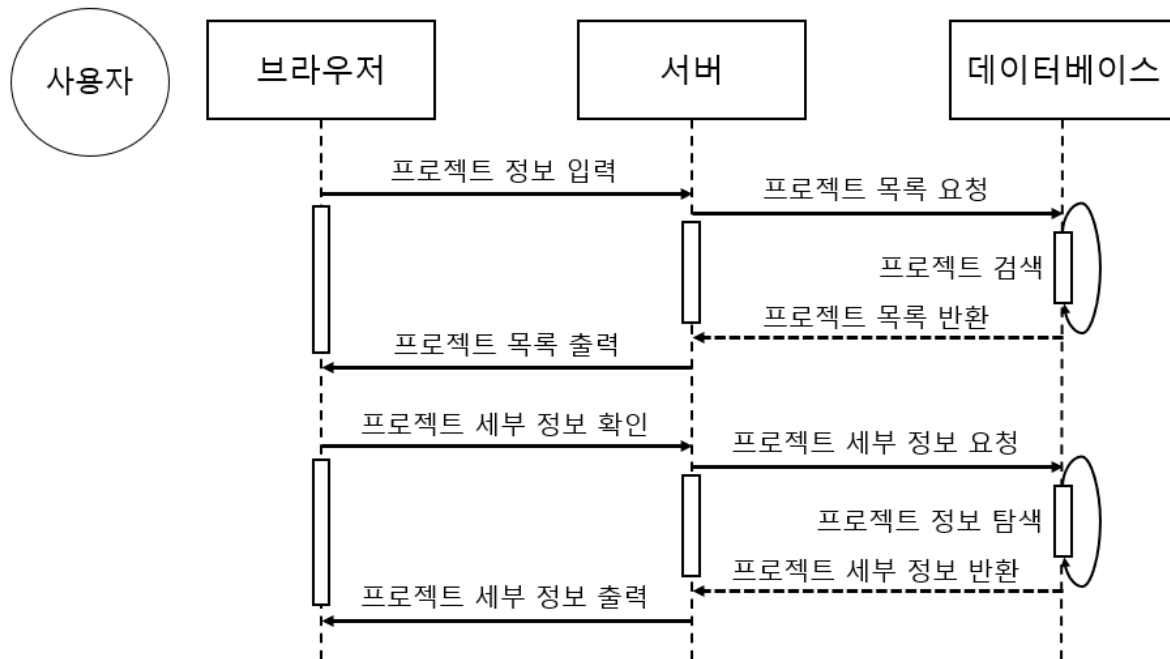 사용자
브라우저
서버
데이터베이스
프로젝트 정보 입력
프로젝트 목록 요청
프로젝트 검색
프로젝트 목록 반환
프로젝트 목록 출력
프로젝트 세부 정보 확인
프로젝트 세부 정보 요청
프로젝트 정보 탐색
프로젝트 세부 정보 반환
프로젝트 세부 정보 출력